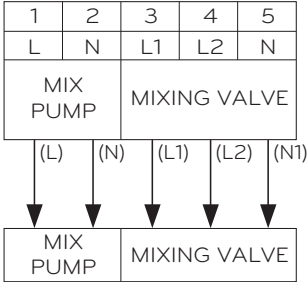 1 2 3 4 5
L N L1 L2 N
MIX
PUMP
MIXING VALVE
(L) (N) (L1) (L2) (N1)
MIX
PUMP
MIXING VALVE